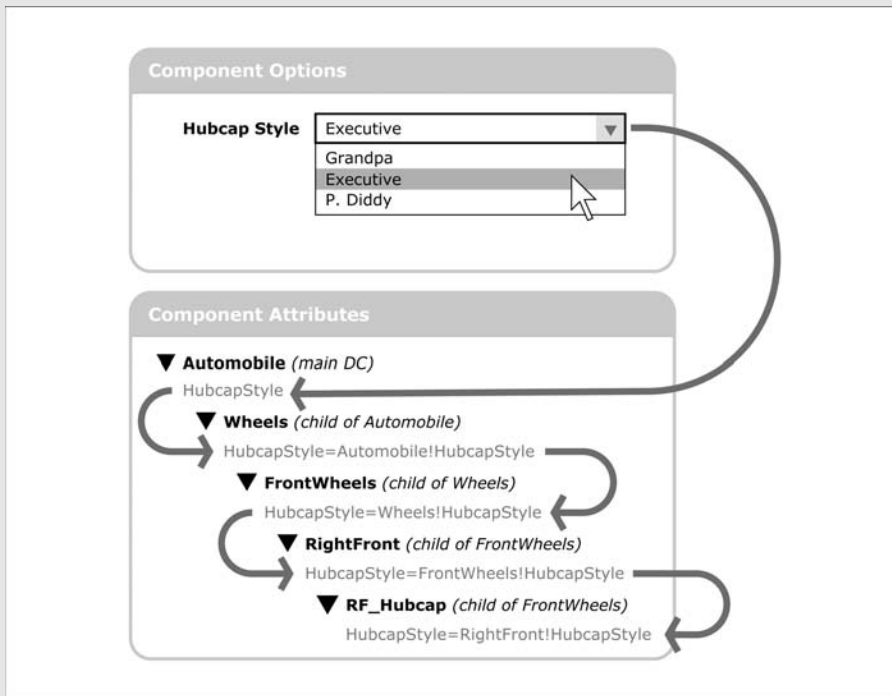 Component Options
Hubcap Style Executive
Grandpa
Executive
P. Diddy
Component Attributes
Automobile (main DC)
HubcapStyle
Wheels (child of Automobile)
HubcapStyle=Automobile!HubcapStyle
FrontWheels (child of Wheels)
HubcapStyle=Wheels!HubcapStyle
RightFront (child of FrontWheels)
HubcapStyle=FrontWheels!HubcapStyle
RF_Hubcap (child of FrontWheels)
HubcapStyle=RightFront!HubcapStyle